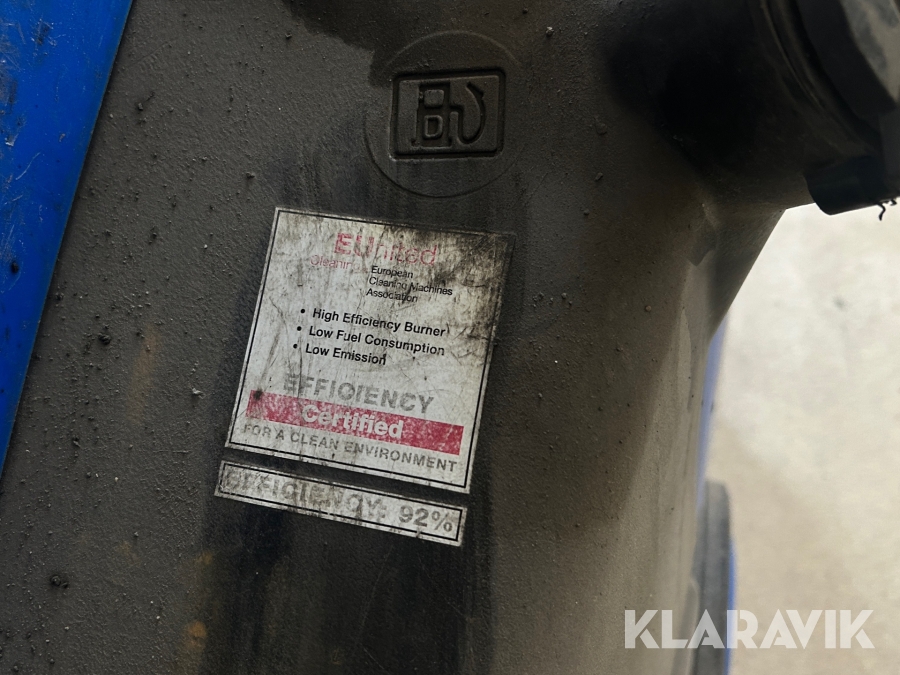 D
EUnited
Cleaning
European
Cleaning Machines
Association
• High Efficiency Burner
• Low Fuel Consumption
• Low Emission
EFFICIENCY
Certified
FOR A CLEAN ENVIRONMENT
EFFICIENCY: 92%
KLARAVIK